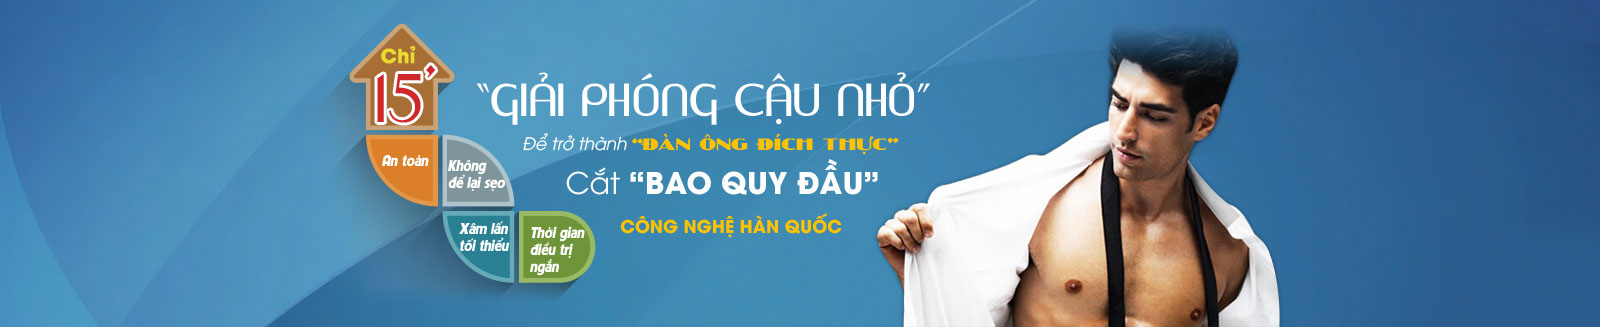 Chỉ
15’
“GIẢI PHÓNG CẬU NHỎ”
Để trở thành “ĐÀN ÔNG ĐÍCH THỰC”
Cắt “BAO QUY ĐẦU”
CÔNG NGHỆ HÀN QUỐC
An toàn
Không
để lại sẹo
Xâm lấn
tối thiểu
Thời gian
điều trị
ngắn